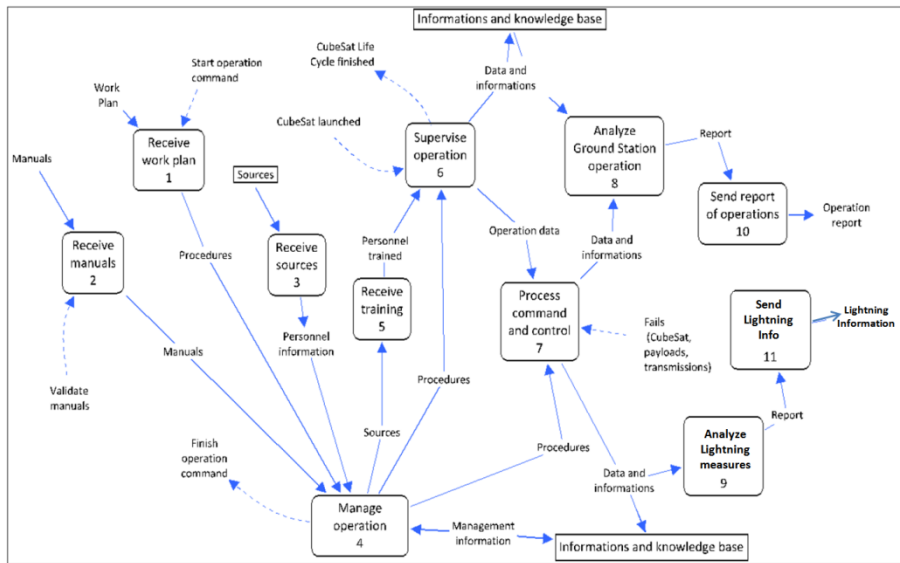 Informations and knowledge base
CubeSat Life
Cycle finished
Start operation
command
Data and
informations
Work
Plan
CubeSat launched
Supervise
operation
6
Analyze
Ground Station
operation
8
Report
Receive
work plan
1
Manuals
Sources
Send report
of operations
10
Operation
report
Personnel
trained
Operation data
Data and
informations
Receive
manuals
2
Procedures
Receive
sources
3
Receive
training
5
Process
command
and control
7
Send
Lightning
Info
11
Lightning
Information
Fails
{CubeSat,
payloads,
transmissions}
Personnel
information
Manuals
Procedures
Validate
manuals
Report
Sources
Analyze
Lightning
measures
9
Finish
operation
command
Procedures
Data and
informations
Manage
operation
4
Management
information
Informations and knowledge base